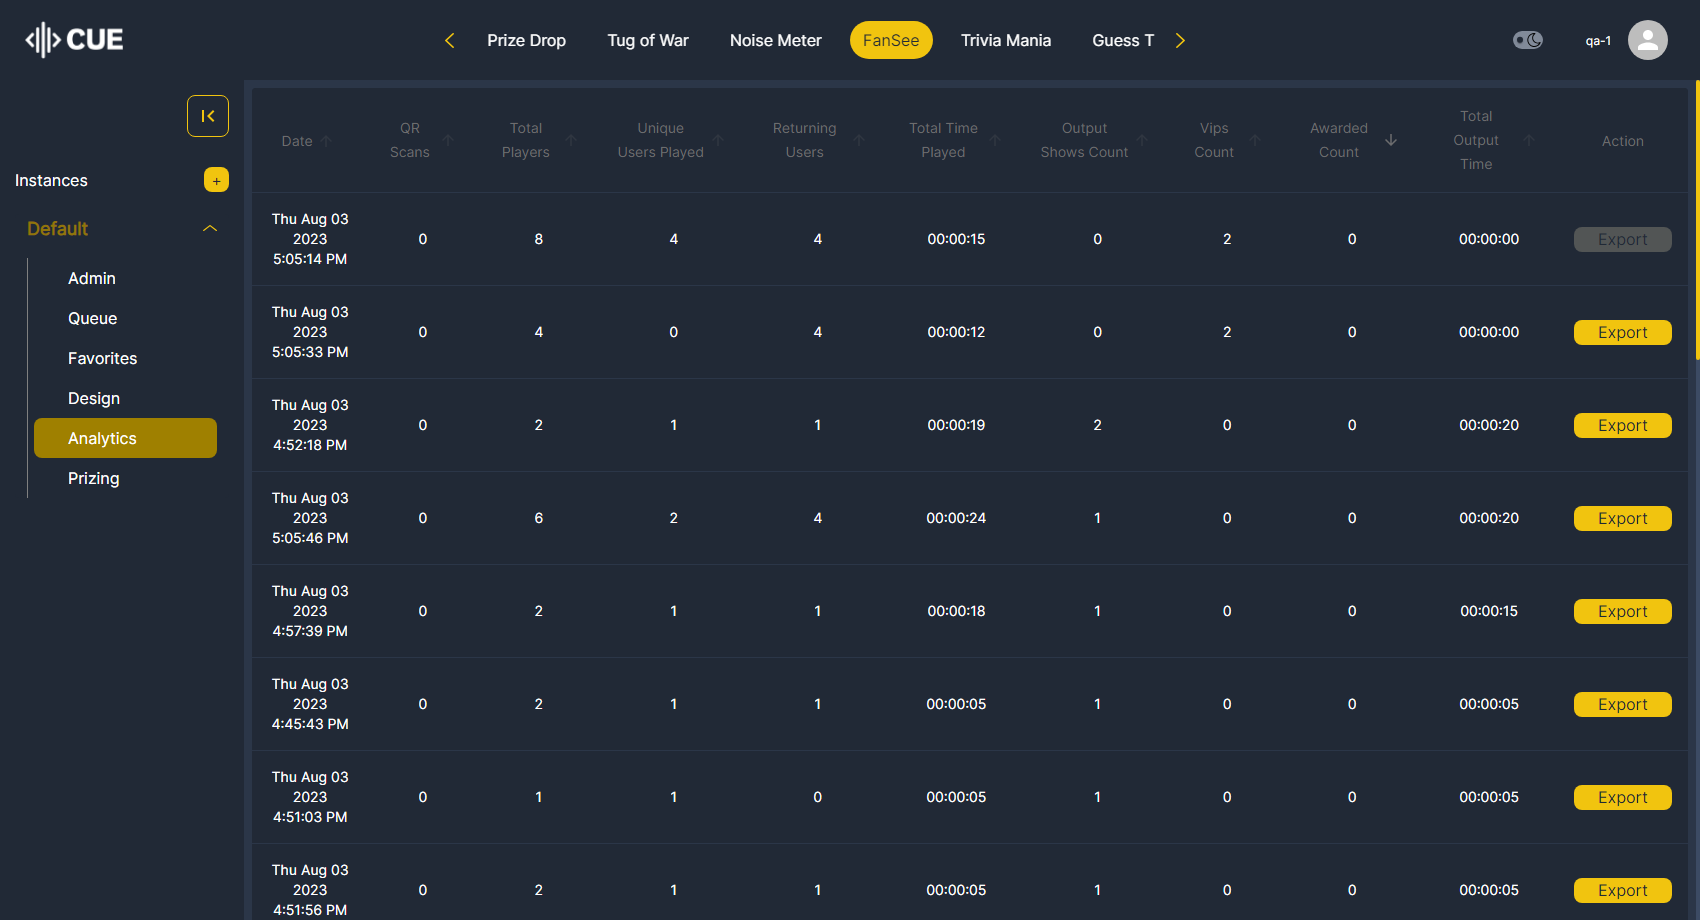 CUE
Prize Drop Tug of War Noise Meter FanSee Trivia Mania Guess T
qa-1
Instances +
Default
Admin
Queue
Favorites
Design
Analytics
Prizing
Date QR Scans Total Players Unique Users Played Returning Users Total Time Played Output Shows Count Vips Count Awarded Count Total Output Time Action
Thu Aug 03
2023
5:05:14 PM
0 8 4 4 00:00:15 0 2 0 00:00:00 Export
Thu Aug 03
2023
5:05:33 PM
0 4 0 4 00:00:12 0 2 0 00:00:00 Export
Thu Aug 03
2023
4:52:18 PM
0 2 1 1 00:00:19 2 0 0 00:00:20 Export
Thu Aug 03
2023
5:05:46 PM
0 6 2 4 00:00:24 1 0 0 00:00:20 Export
Thu Aug 03
2023
4:57:39 PM
0 2 1 1 00:00:18 1 0 0 00:00:15 Export
Thu Aug 03
2023
4:45:43 PM
0 2 1 1 00:00:05 1 0 0 00:00:05 Export
Thu Aug 03
2023
4:51:03 PM
0 1 1 0 00:00:05 1 0 0 00:00:05 Export
Thu Aug 03
2023
4:51:56 PM
0 2 1 1 00:00:05 1 0 0 00:00:05 Export